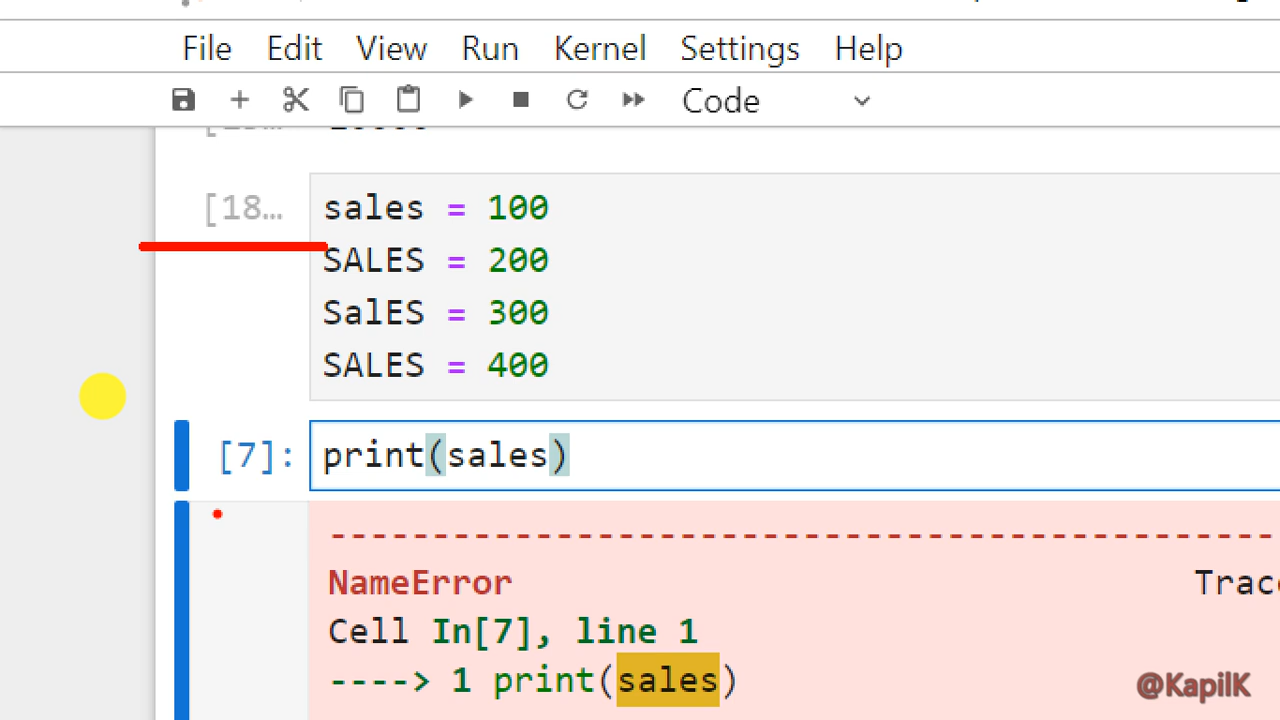 File Edit View Run Kernel Settings Help
Code
[18… sales = 100
SALES = 200
SalES = 300
SALES = 400
[7]: print(sales)
--------------------------------------------
NameError Trac
Cell In[7], line 1
----> 1 print(sales)
@KapilK